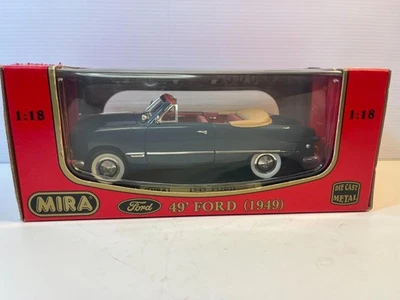 1:18
1:18
MIRA
Ford
49' FORD (1949)
DIE CAST
METAL